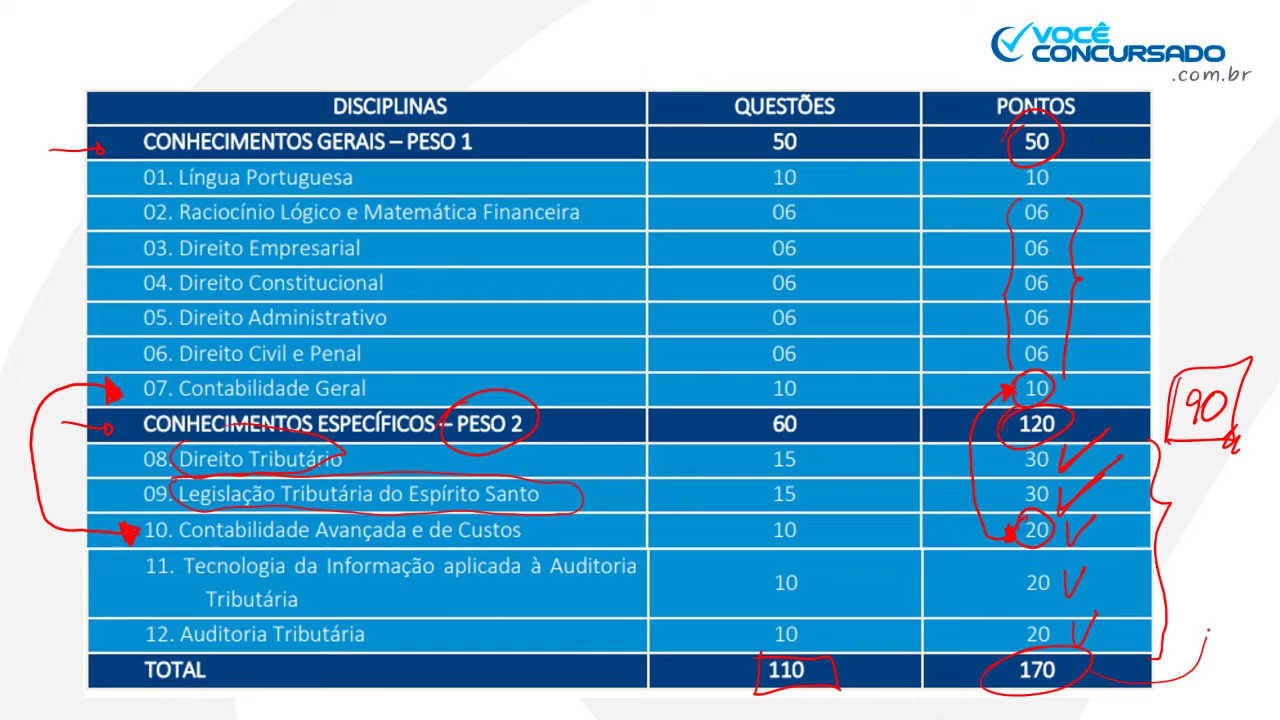 VOCÊ
CONCURSADO
.com.br
DISCIPLINAS QUESTÕES PONTOS
CONHECIMENTOS GERAIS – PESO 1 50 50
01. Língua Portuguesa 10 10
02. Raciocínio Lógico e Matemática Financeira 06 06
03. Direito Empresarial 06 06
04. Direito Constitucional 06 06
05. Direito Administrativo 06 06
06. Direito Civil e Penal 06 06
07. Contabilidade Geral 10 10
CONHECIMENTOS ESPECÍFICOS – PESO 2 60 120
90
08. Direito Tributário 15 30
09. Legislação Tributária do Espírito Santo 15 30
10. Contabilidade Avançada e de Custos 10 20
11. Tecnologia da Informação aplicada à Auditoria
Tributária 10 20
12. Auditoria Tributária 10 20
TOTAL 110 170